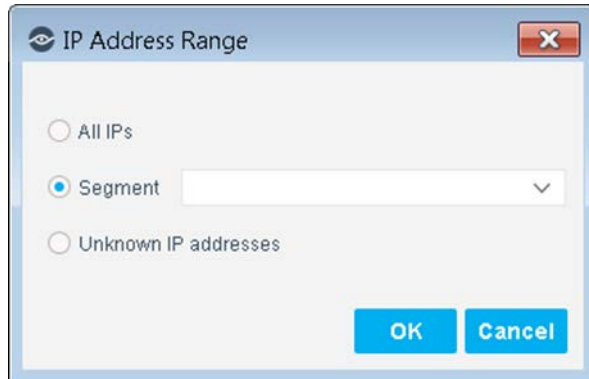 IP Address Range
All IPs
Segment
Unknown IP addresses
OK Cancel